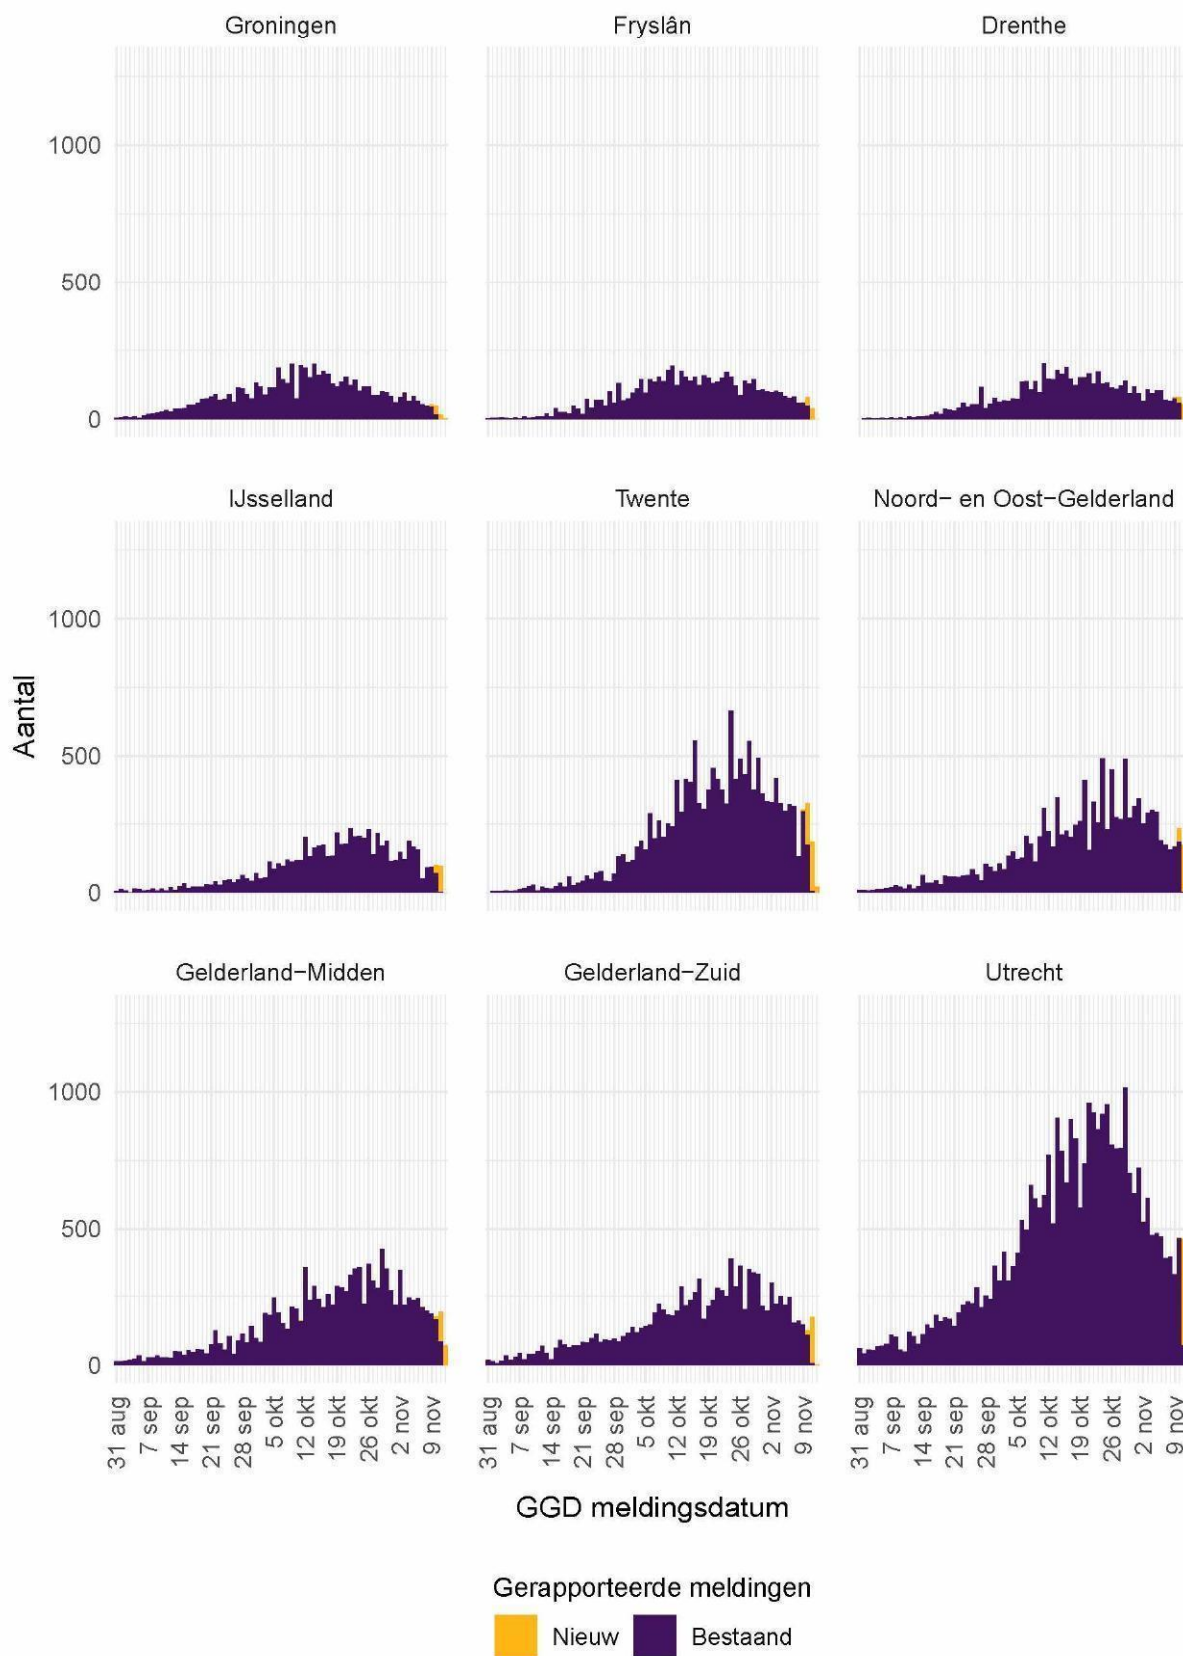 Groningen Fryslân Drenthe
1000
500
0
IJsselland Twente Noord- en Oost-Gelderland
1000
500
0
Aantal
Gelderland-Midden Gelderland-Zuid Utrecht
1000
500
0
31 aug 7 sep 14 sep 21 sep 28 sep 5 okt 12 okt 19 okt 26 okt 2 nov 9 nov
31 aug 7 sep 14 sep 21 sep 28 sep 5 okt 12 okt 19 okt 26 okt 2 nov 9 nov
31 aug 7 sep 14 sep 21 sep 28 sep 5 okt 12 okt 19 okt 26 okt 2 nov 9 nov
GGD meldingsdatum
Gerapporteerde meldingen
Nieuw Bestaand